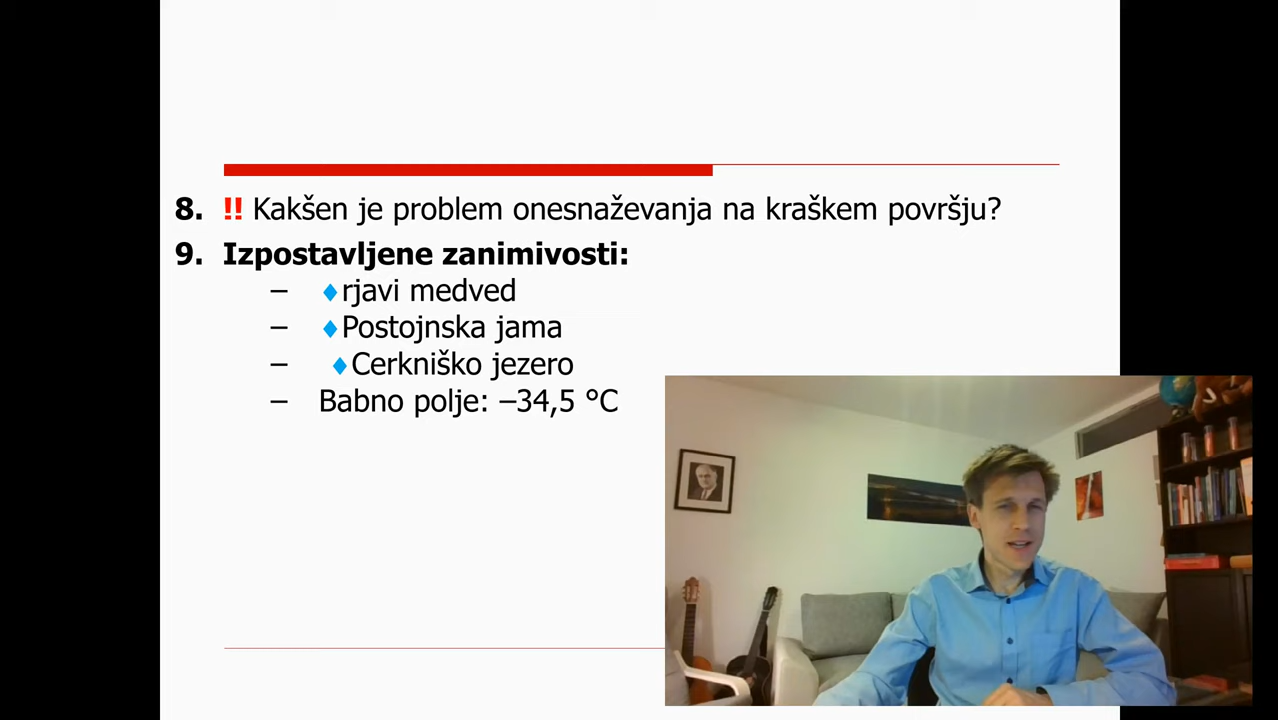 8. !! Kakšen je problem onesnaževanja na kraškem površju?
9. Izpostavljene zanimivosti:
– ♦rjavi medved
– ♦Postojnska jama
– ♦Cerkniško jezero
– Babno polje: –34,5 °C